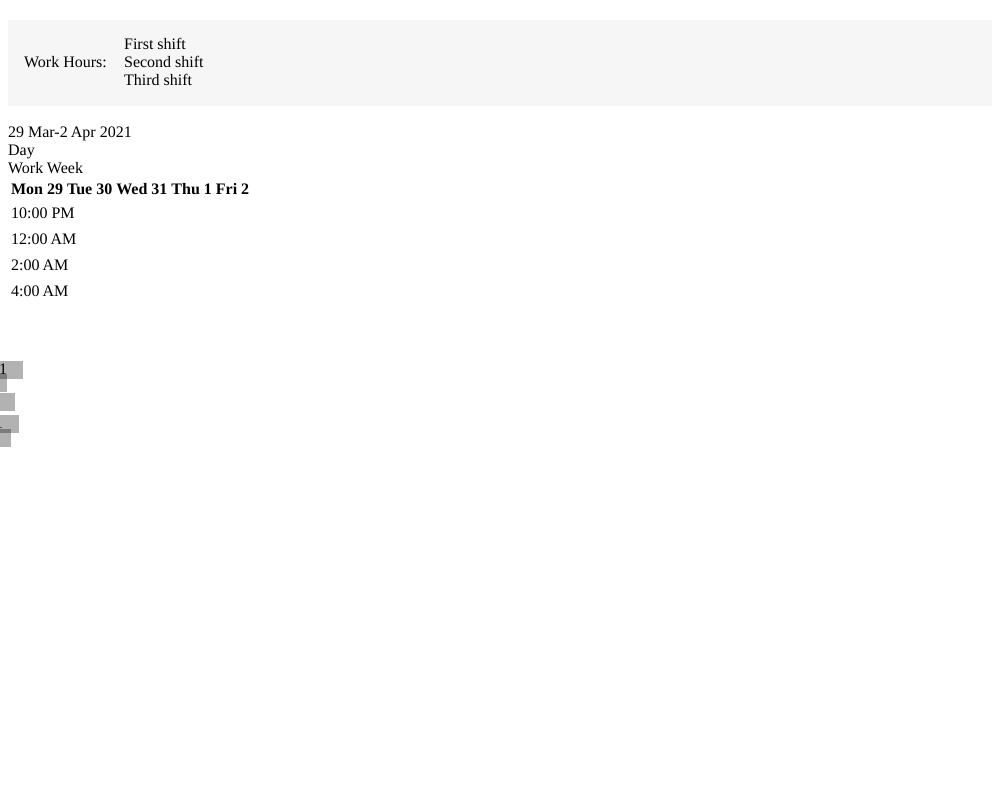 Work Hours:
First shift
Second shift
Third shift
29 Mar-2 Apr 2021
Day
Work Week
Mon 29 Tue 30 Wed 31 Thu 1 Fri 2
10:00 PM
12:00 AM
2:00 AM
4:00 AM
1